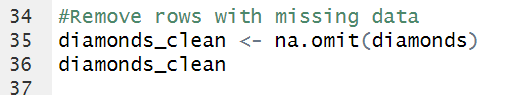 34 #Remove rows with missing data
35 diamonds_clean <- na.omit(diamonds)
36 diamonds_clean
37